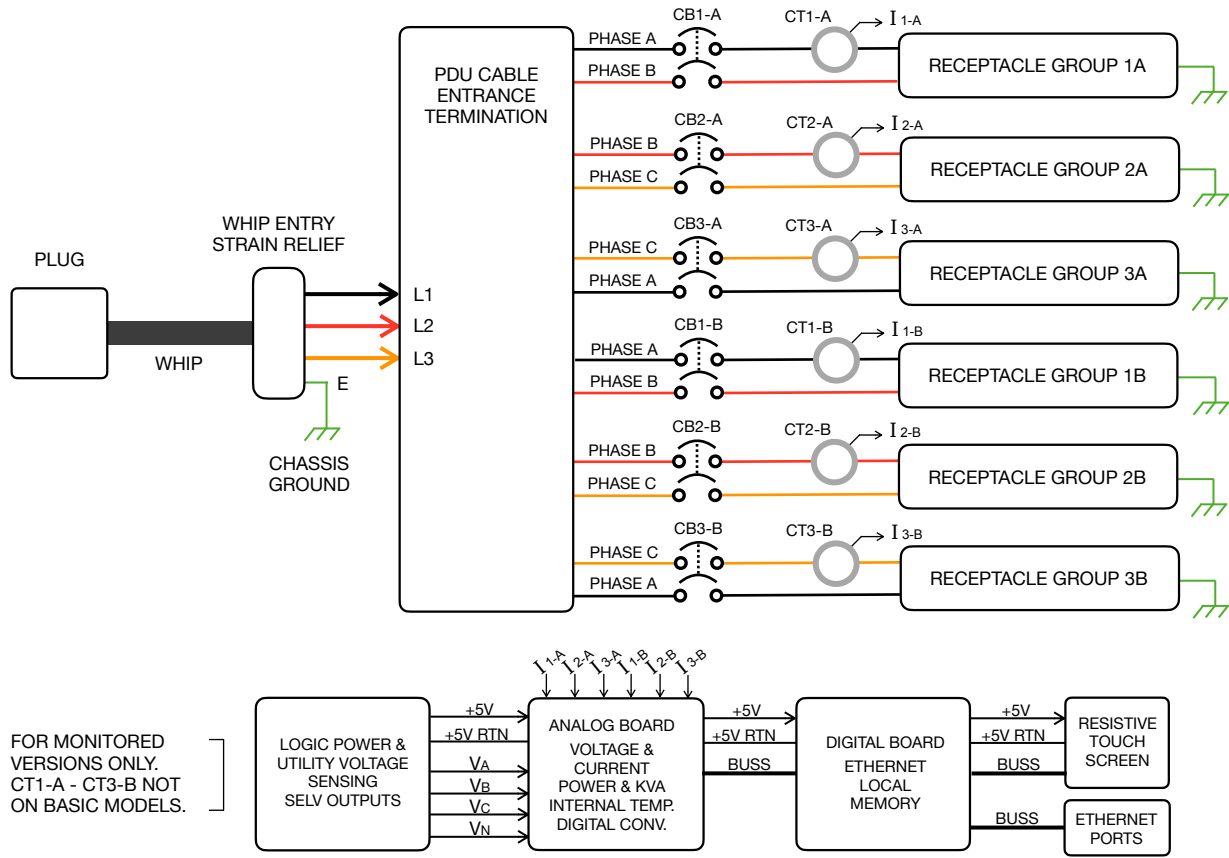 CB1-A
CT1-A
I 1-A
PHASE A
PHASE B
RECEPTACLE GROUP 1A
PDU CABLE
ENTRANCE
TERMINATION
CB2-A
CT2-A
I 2-A
PHASE B
PHASE C
RECEPTACLE GROUP 2A
WHIP ENTRY
STRAIN RELIEF
CB3-A
CT3-A
I 3-A
PHASE C
PHASE A
RECEPTACLE GROUP 3A
PLUG
WHIP
L1
L2
L3
E
CHASSIS
GROUND
CB1-B
CT1-B
I 1-B
PHASE A
PHASE B
RECEPTACLE GROUP 1B
CB2-B
CT2-B
I 2-B
PHASE B
PHASE C
RECEPTACLE GROUP 2B
CB3-B
CT3-B
I 3-B
PHASE C
PHASE A
RECEPTACLE GROUP 3B
I 1-A
I 2-A
I 3-A
I 1-B
I 2-B
I 3-B
FOR MONITORED
VERSIONS ONLY.
CT1-A - CT3-B NOT
ON BASIC MODELS.
LOGIC POWER &
UTILITY VOLTAGE
SENSING
SELV OUTPUTS
+5V
+5V RTN
VA
VB
VC
VN
ANALOG BOARD
VOLTAGE &
CURRENT
POWER & KVA
INTERNAL TEMP.
DIGITAL CONV.
+5V
+5V RTN
BUSS
DIGITAL BOARD
ETHERNET
LOCAL
MEMORY
+5V
+5V RTN
BUSS
BUSS
RESISTIVE
TOUCH
SCREEN
ETHERNET
PORTS